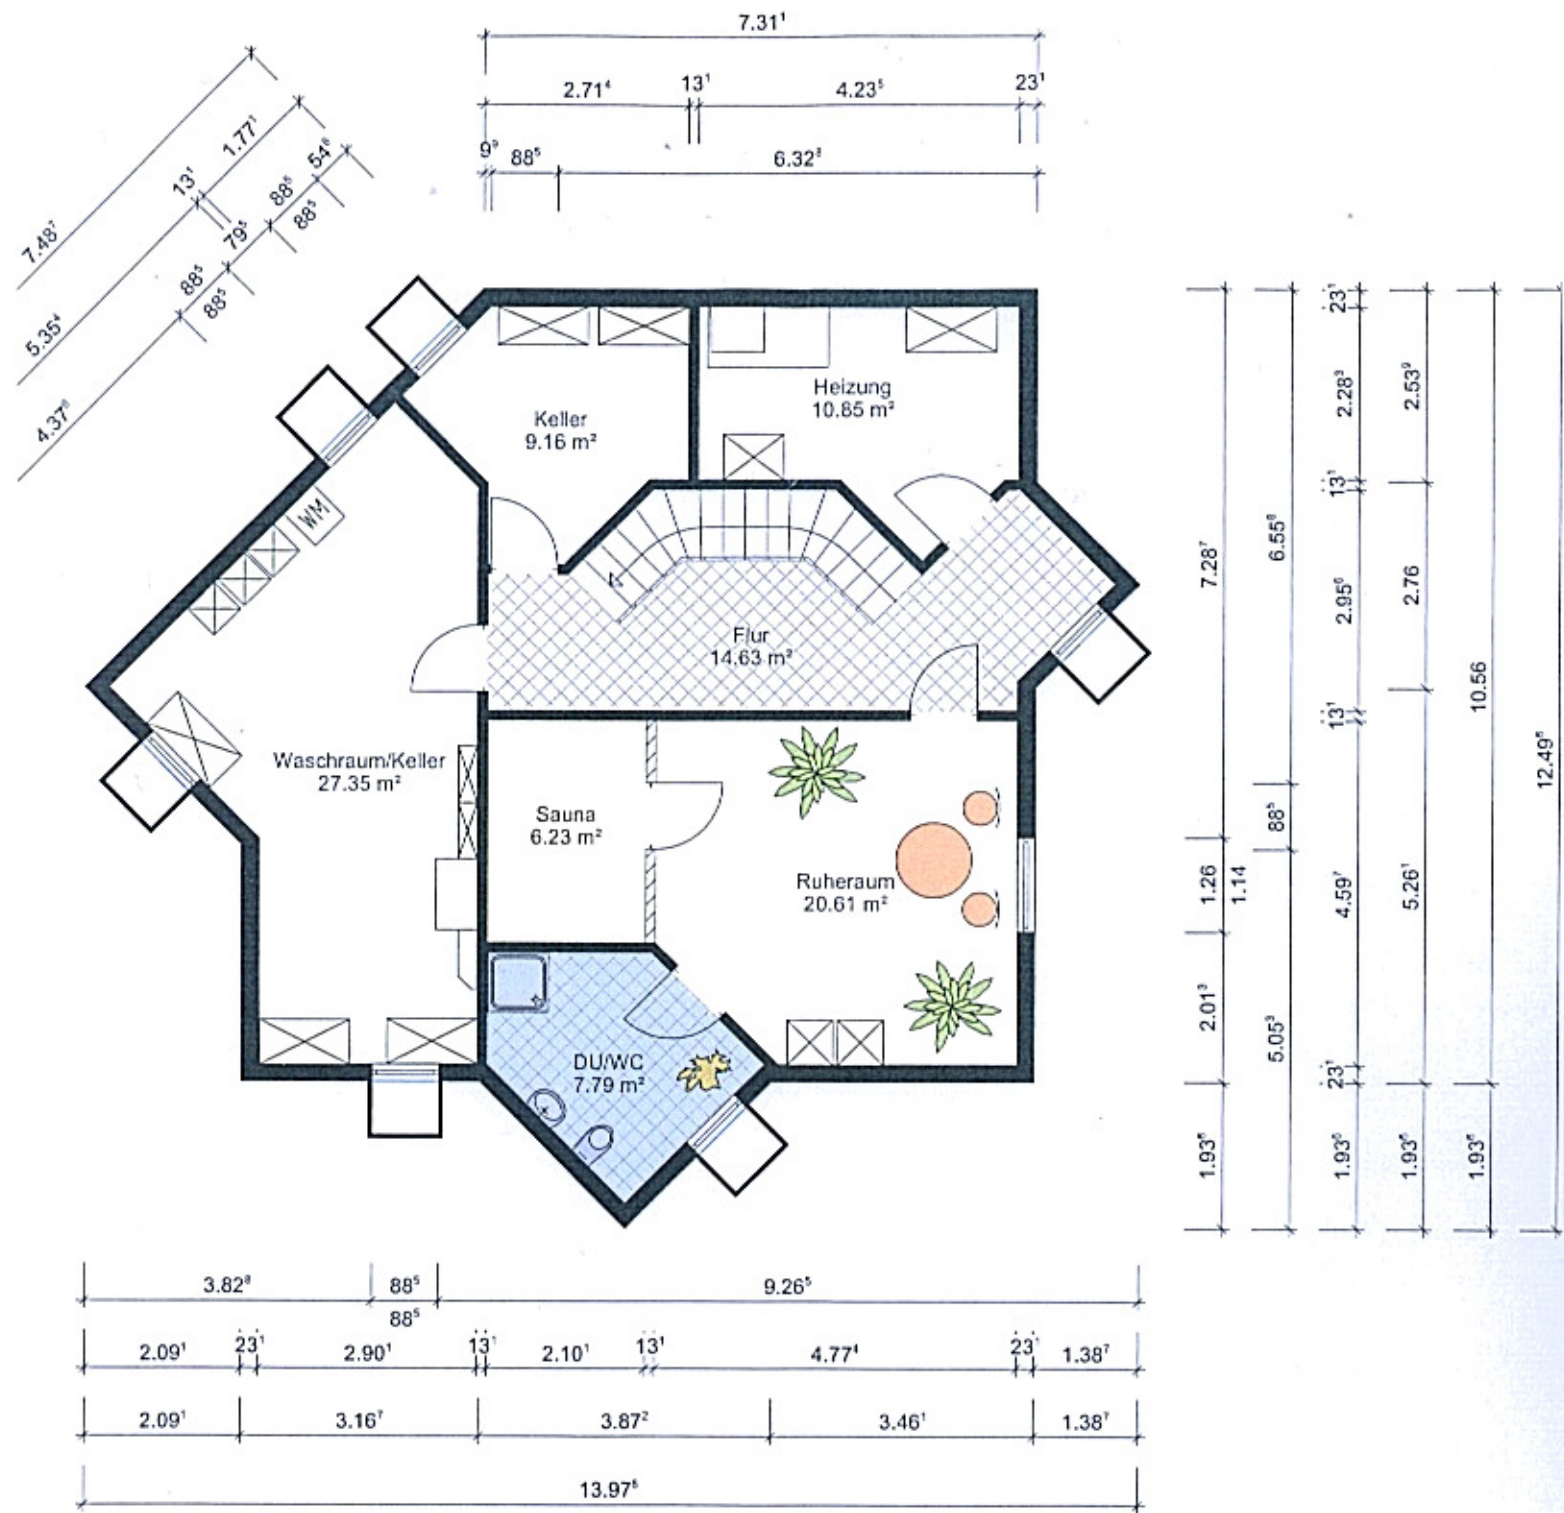 7.31¹
2.71⁴ 13¹ 4.23⁵ 23¹
9⁹ 88⁵ 6.32⁸
7.48⁷
5.35⁴ 13¹ 1.77¹
4.37⁸ 88⁵ 79⁵ 88⁵ 54⁸
88⁵ 88⁵
Keller
9.16 m²
Heizung
10.85 m²
WM
Flur
14.63 m²
Waschraum/Keller
27.35 m²
Sauna
6.23 m²
Ruheraum
20.61 m²
DU/WC
7.79 m²
7.28⁷ 1.26 2.01³ 1.93⁵
1.14
6.55⁸ 88⁵ 5.05³
23¹ 2.28³ 13¹ 2.95⁶ 13¹ 4.59⁷ 23¹ 1.93⁵
2.53⁹ 2.76 5.26¹ 1.93⁵
10.56 1.93⁵
12.49⁵
3.82⁸ 88⁵ 9.26⁵
88⁵
2.09¹ 23¹ 2.90¹ 13¹ 2.10¹ 13¹ 4.77⁴ 23¹ 1.38⁷
2.09¹ 3.16⁷ 3.87² 3.46¹ 1.38⁷
13.97⁸